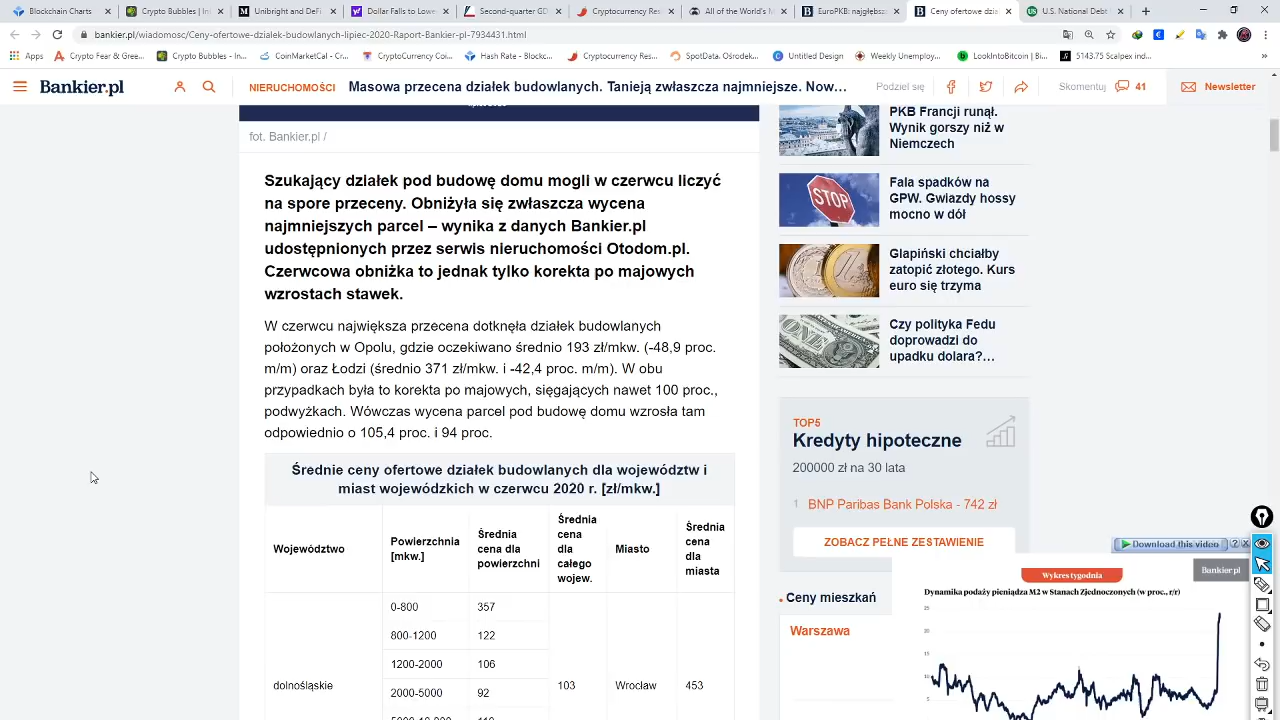 Blockchain Charts
Crypto Bubbles | In
Unibright and DeFi
Dollar Falls to Lowe
Second-quarter GD
Cryptocurrency Res
All of the World's M
EuroPKB: najgłębsz
Ceny ofertowe dział
U.S. National Debt
bankier.pl/wiadomosc/Ceny-ofertowe-dzialek-budowlanych-lipiec-2020-Raport-Bankier-pl-7934431.html
Apps
Crypto Fear & Gree...
Crypto Bubbles - In...
CoinMarketCal - Cr...
CryptoCurrency Col...
Hash Rate - Blockc...
Cryptocurrency Res...
SpotData. Ośrodek...
Untitled Design
Weekly Unemploy...
LookIntoBitcoin | Bi...
5143.75 Scalpex ind...
Bankier.pl
NIERUCHOMOŚCI
Masowa przecena działek budowlanych. Tanieją zwłaszcza najmniejsze. Now...
Podziel się
Skomentuj
41
Newsletter
fot. Bankier.pl /
Szukający działek pod budowę domu mogli w czerwcu liczyć
na spore przeceny. Obniżyła się zwłaszcza wycena
najmniejszych parcel – wynika z danych Bankier.pl
udostępnionych przez serwis nieruchomości Otodom.pl.
Czerwcowa obniżka to jednak tylko korekta po majowych
wzrostach stawek.
W czerwcu największa przecena dotknęła działek budowlanych
położonych w Opolu, gdzie oczekiwano średnio 193 zł/mkw. (-48,9 proc.
m/m) oraz Łodzi (średnio 371 zł/mkw. i -42,4 proc. m/m). W obu
przypadkach była to korekta po majowych, sięgających nawet 100 proc.,
podwyżkach. Wówczas wycena parcel pod budowę domu wzrosła tam
odpowiednio o 105,4 proc. i 94 proc.
Średnie ceny ofertowe działek budowlanych dla województw i
miast wojewódzkich w czerwcu 2020 r. [zł/mkw.]
Województwo
Powierzchnia
[mkw.]
Średnia
cena dla
powierzchni
Średnia
cena
dla
całego
wojew.
Miasto
Średnia
cena
dla
miasta
0-800
357
800-1200
122
1200-2000
106
dolnośląskie
2000-5000
92
103
Wrocław
453
PKB Francji runął.
Wynik gorszy niż w
Niemczech
STOP
Fala spadków na
GPW. Gwiazdy hossy
mocno w dół
Glapiński chciałby
zatopić złotego. Kurs
euro się trzyma
ONE
Czy polityka Fedu
doprowadzi do
upadku dolara?...
TOP5
Kredyty hipoteczne
200000 zł na 30 lata
1 BNP Paribas Bank Polska - 742 zł
ZOBACZ PEŁNE ZESTAWIENIE
Ceny mieszkań
Warszawa
Download this video
? X
Wykres tygodnia
Bankier.pl
Dynamika podaży pieniądza M2 w Stanach Zjednoczonych (w proc., r/r)
25
20
15
10
5